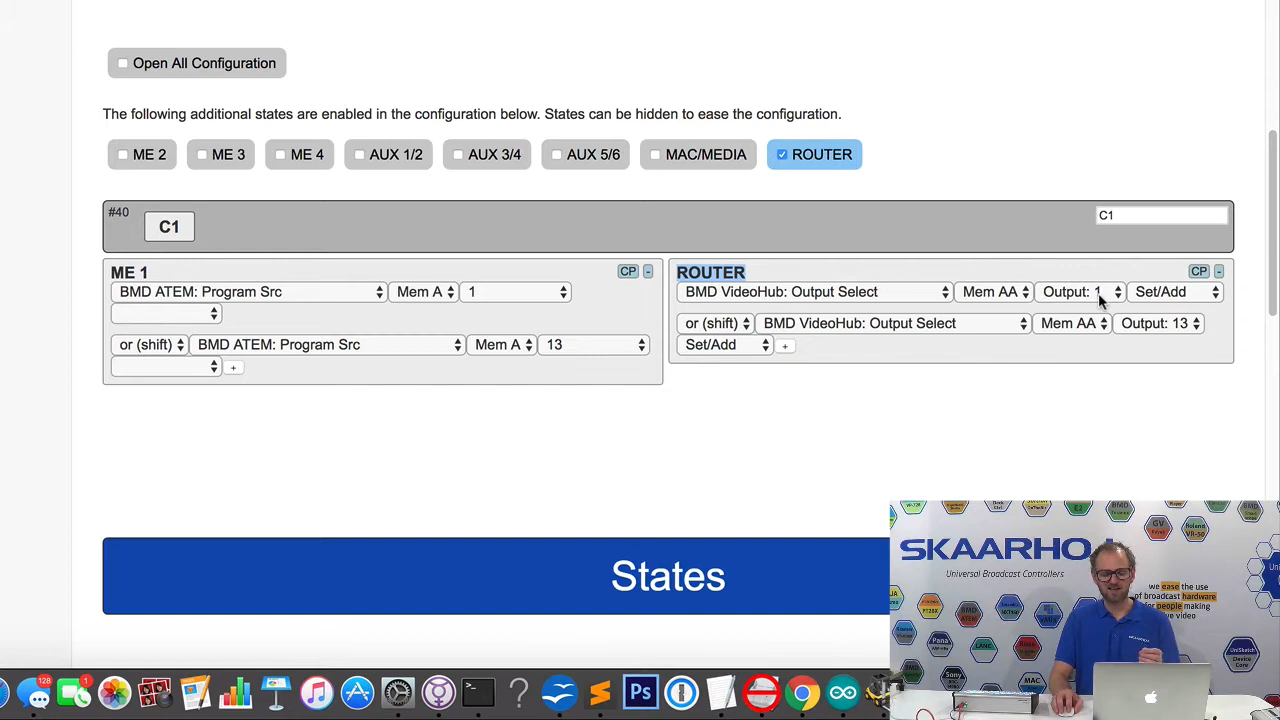 Open All Configuration
The following additional states are enabled in the configuration below. States can be hidden to ease the configuration.
ME 2
ME 3
ME 4
AUX 1/2
AUX 3/4
AUX 5/6
MAC/MEDIA
ROUTER
#40
C1
C1
ME 1
CP
-
BMD ATEM: Program Src
Mem A
1
or (shift)
BMD ATEM: Program Src
Mem A
13
+
ROUTER
CP
-
BMD VideoHub: Output Select
Mem AA
Output: 1
Set/Add
or (shift)
BMD VideoHub: Output Select
Mem AA
Output: 13
Set/Add
+
States
128
1
Ps
?
SKAARHOJ
Universal Broadcast Controllers
we ease the use
of broadcast hardware
for people making
video